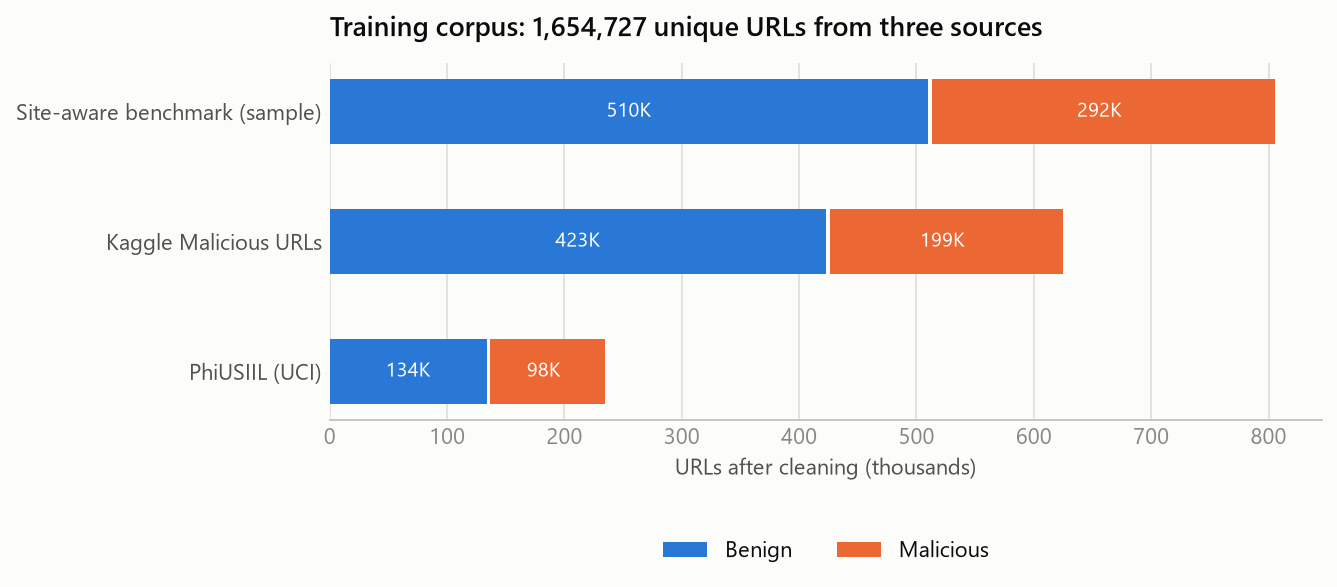 Training corpus: 1,654,727 unique URLs from three sources
Site-aware benchmark (sample)
510K
292K
Kaggle Malicious URLs
423K
199K
PhiUSIIL (UCI)
134K
98K
0 100 200 300 400 500 600 700 800
URLs after cleaning (thousands)
Benign Malicious